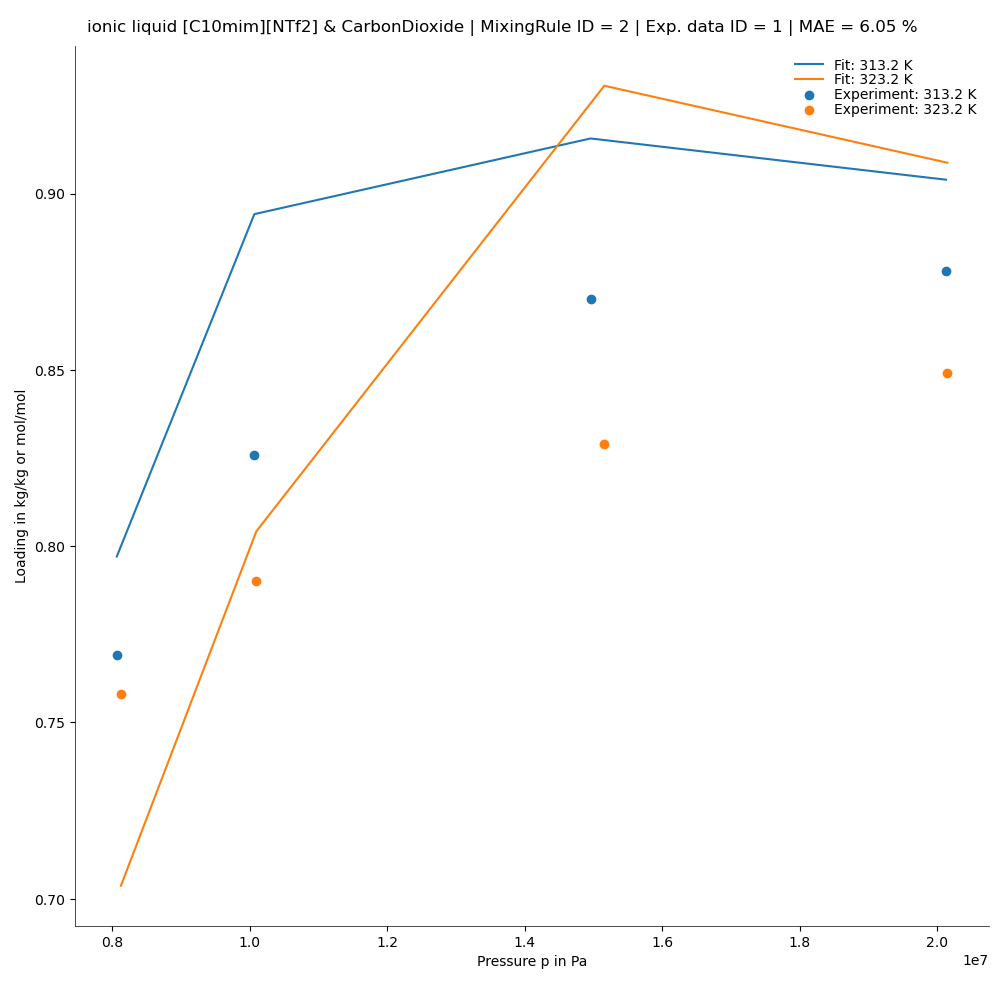 ionic liquid [C10mim][NTf2] & CarbonDioxide | MixingRule ID = 2 | Exp. data ID = 1 | MAE = 6.05 %
Fit: 313.2 K
Fit: 323.2 K
Experiment: 313.2 K
Experiment: 323.2 K
0.90
0.85
0.80
0.75
0.70
Loading in kg/kg or mol/mol
0.8 1.0 1.2 1.4 1.6 1.8 2.0
1e7
Pressure p in Pa